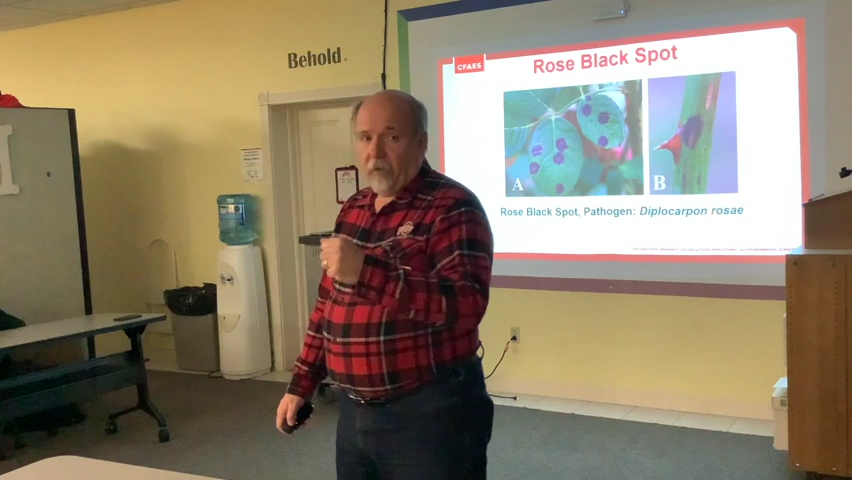 Behold.
CFAES
Rose Black Spot
A
B
Rose Black Spot, Pathogen: Diplocarpon rosae